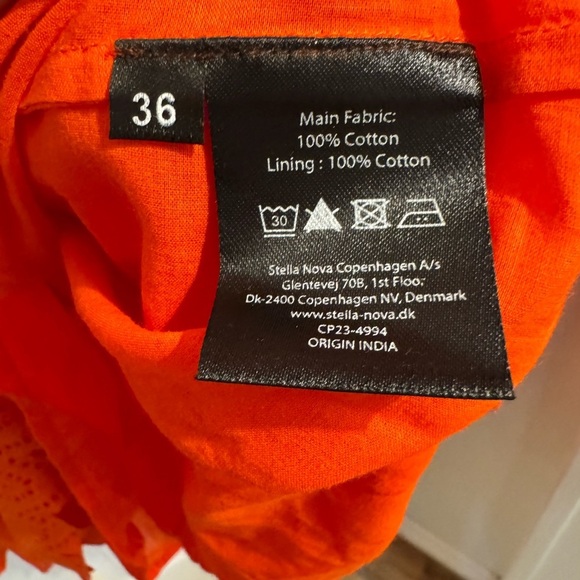 36
Main Fabric:
100% Cotton
Lining : 100% Cotton
30
Stella Nova Copenhagen A/s
Glentevej 70B, 1st Floor.
Dk-2400 Copenhagen NV, Denmark
www.stella-nova.dk
CP23-4994
ORIGIN INDIA